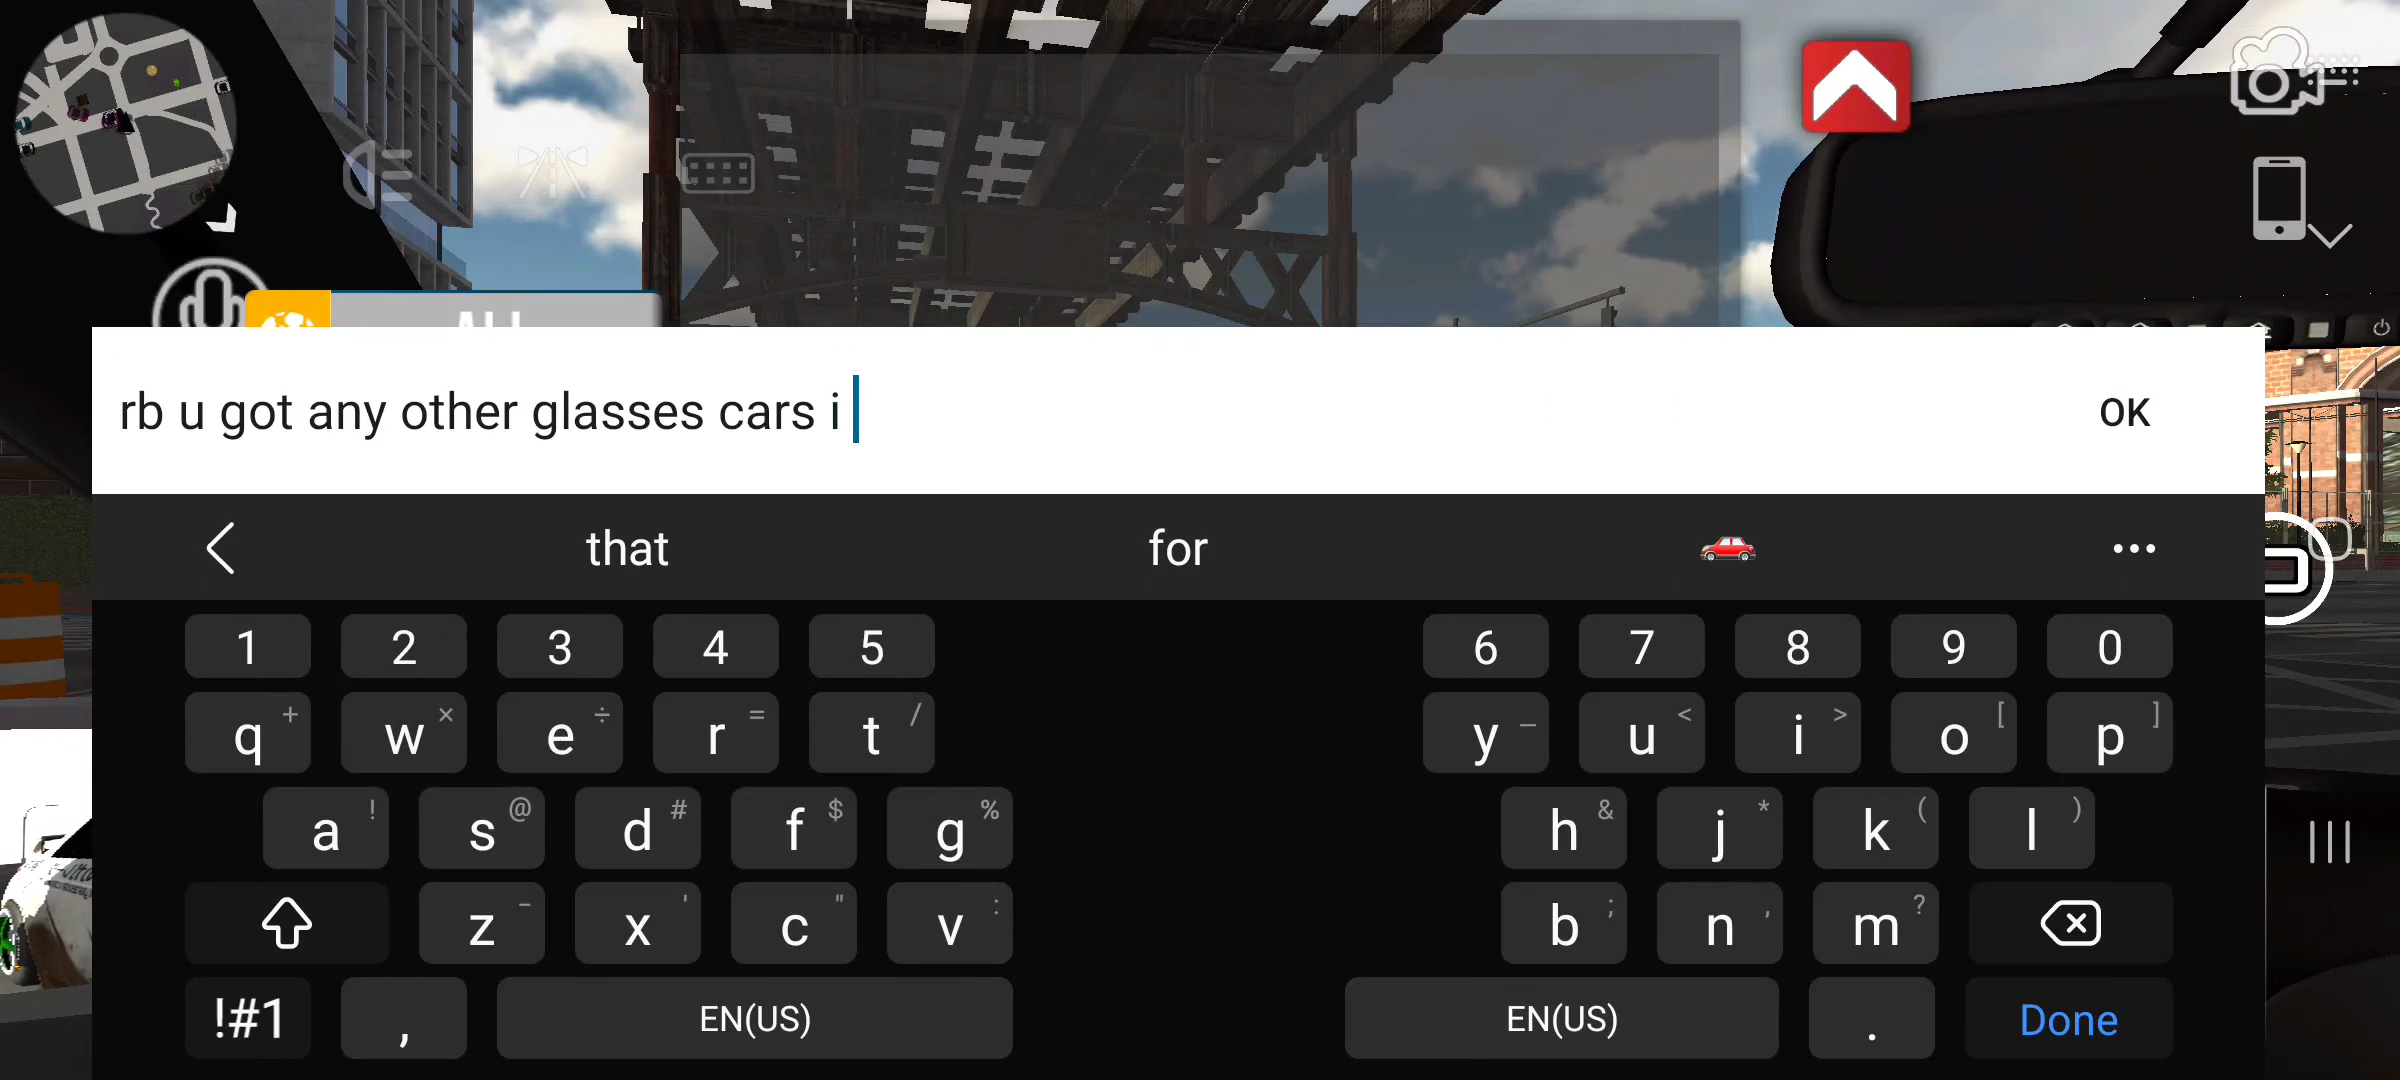 ALL
rb u got any other glasses cars i
OK
that for
1 2 3 4 5 6 7 8 9 0
q + w × e ÷ r = t / y _ u < i > o [ p ]
a ! s @ d # f $ g % h & j * k ( l )
z - x ' c " v : b ; n , m ?
!#1 , EN(US) EN(US) . Done